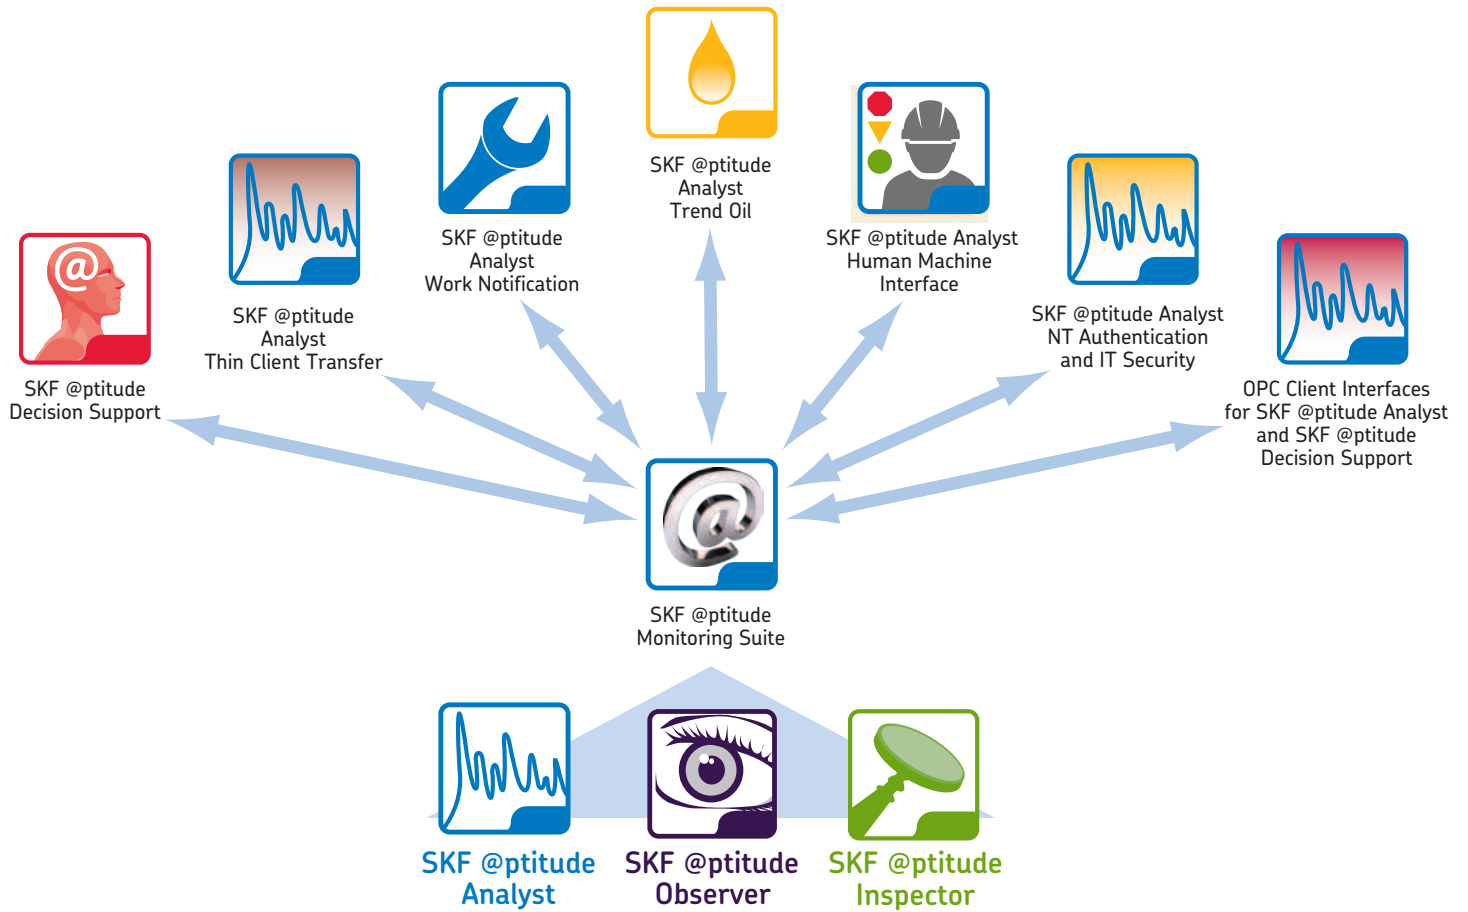 SKF @ptitude
Analyst
Trend Oil
SKF @ptitude
Analyst
Work Notification
SKF @ptitude Analyst
Human Machine
Interface
SKF @ptitude
Analyst
Thin Client Transfer
SKF @ptitude Analyst
NT Authentication
and IT Security
@
SKF @ptitude
Decision Support
OPC Client Interfaces
for SKF @ptitude Analyst
and SKF @ptitude
Decision Support
@
SKF @ptitude
Monitoring Suite
SKF @ptitude
Analyst
SKF @ptitude
Observer
SKF @ptitude
Inspector